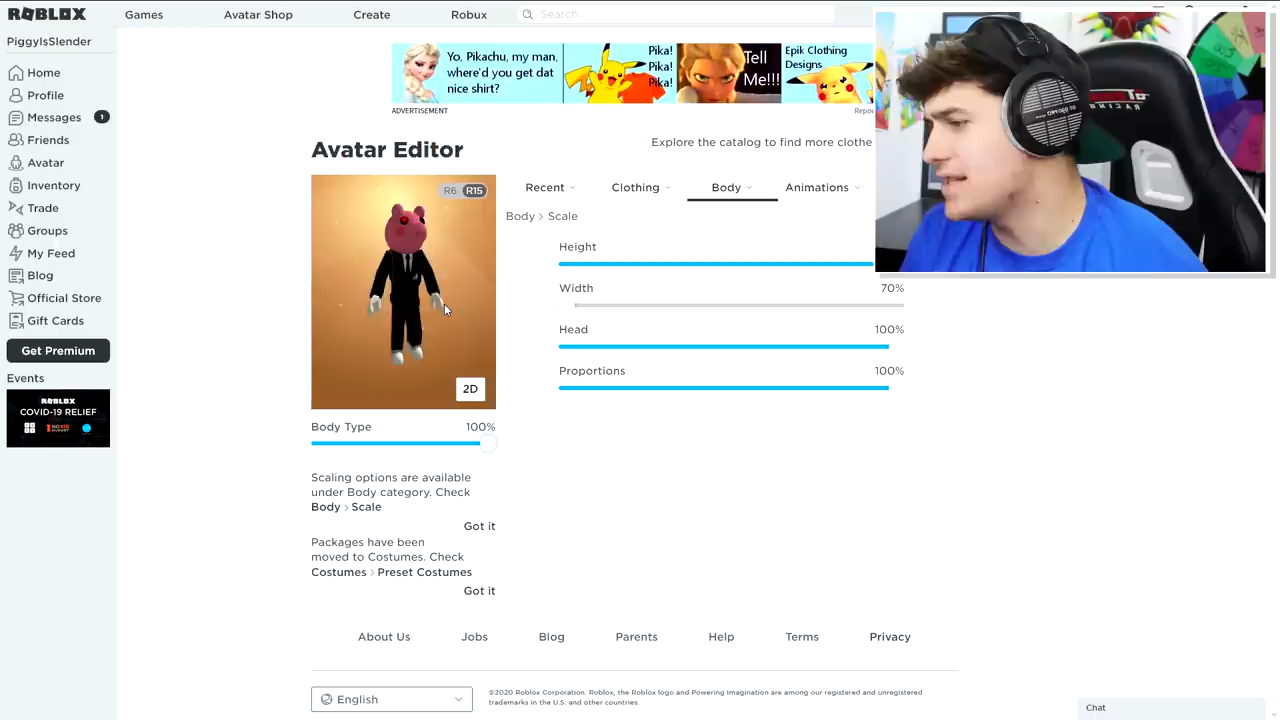 ROBLOX
Games
Avatar Shop
Create
Robux
Search
PiggyIsSlender
Home
Profile
Messages
1
Friends
Avatar
Inventory
Trade
Groups
My Feed
Blog
Official Store
Gift Cards
Get Premium
Events
ROBLOX
COVID-19 RELIEF
Yo, Pikachu, my man,
where'd you get dat
nice shirt?
Pika!
Pika!
Pika!
Tell
Me!!!
Epik Clothing
Designs
ADVERTISEMENT
Avatar Editor
Explore the catalog to find more clothe
R6 R15
2D
Recent
Clothing
Body
Animations
Body > Scale
Height
Width
70%
Head
100%
Proportions
100%
Body Type
100%
Scaling options are available
under Body category. Check
Body > Scale
Got it
Packages have been
moved to Costumes. Check
Costumes > Preset Costumes
Got it
About Us
Jobs
Blog
Parents
Help
Terms
Privacy
English
©2020 Roblox Corporation. Roblox, the Roblox logo and Powering Imagination are among our registered and unregistered
trademarks in the U.S. and other countries.
Chat